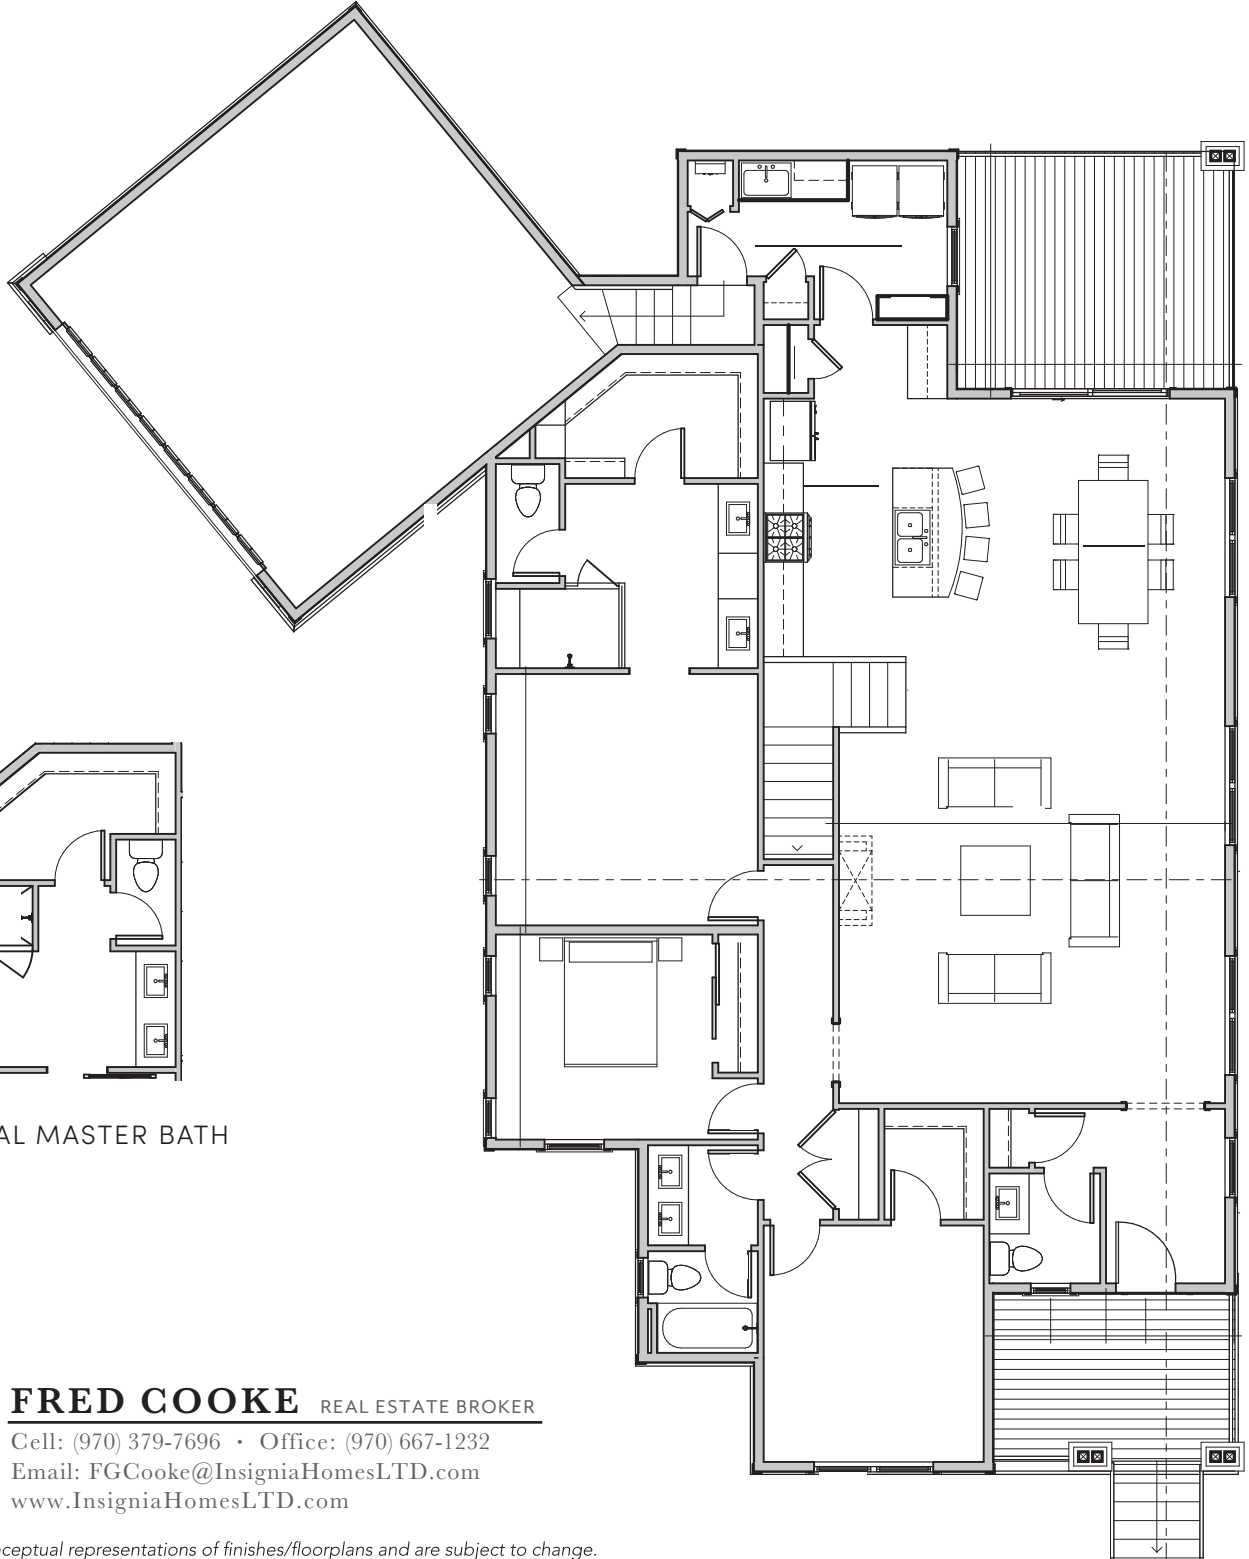 AL MASTER BATH
FRED COOKE REAL ESTATE BROKER
Cell: (970) 379-7696 • Office: (970) 667-1232
Email: FGCooke@InsigniaHomesLTD.com
www.InsigniaHomesLTD.com
nceptual representations of finishes/floorplans and are subject to change.